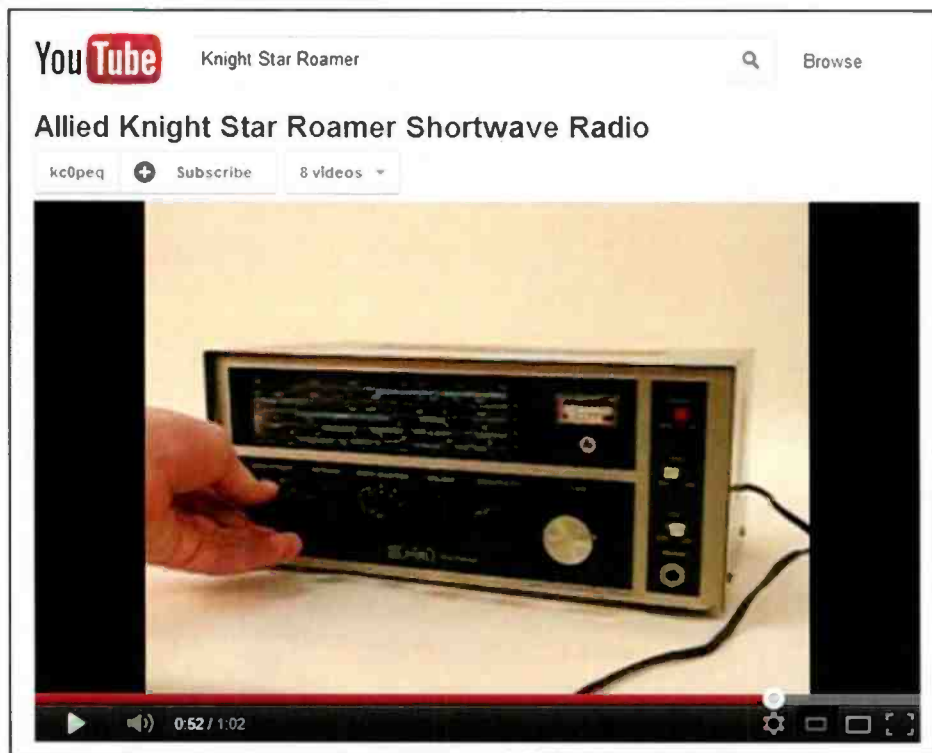 YouTube
Knight Star Roamer
Browse
Allied Knight Star Roamer Shortwave Radio
kc0peq
Subscribe
8 videos
0:52 / 1:02